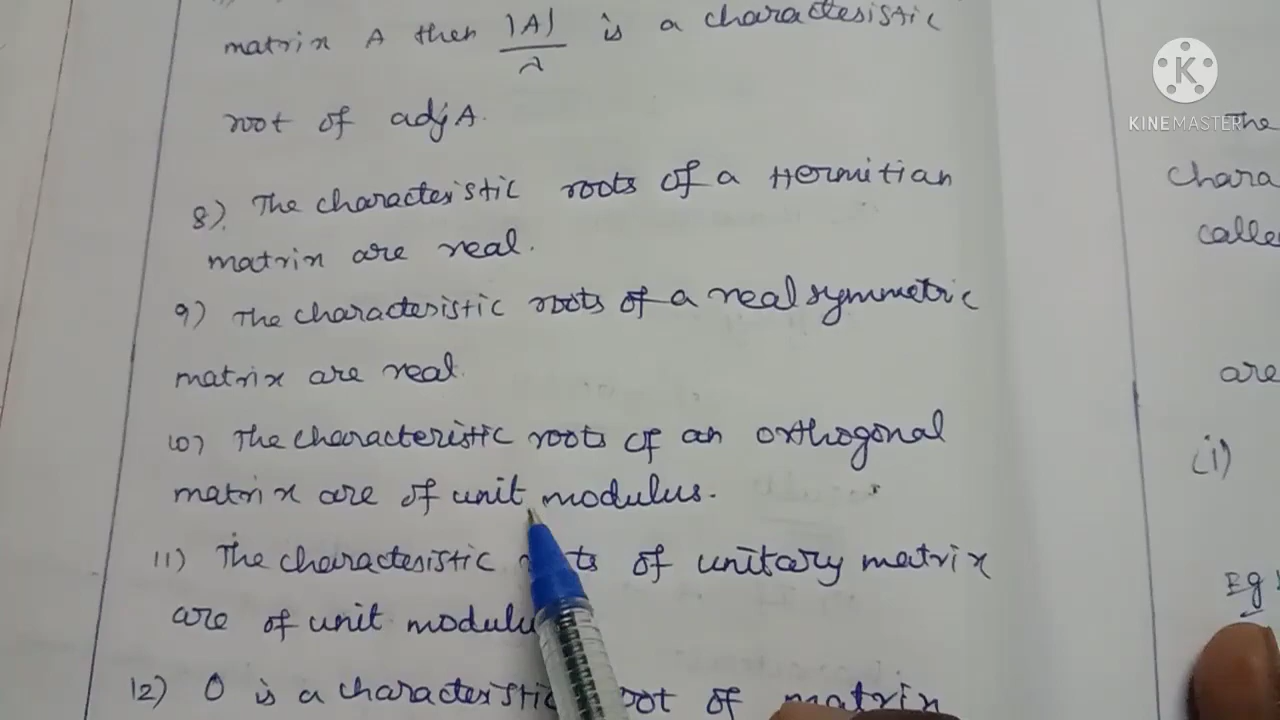 matrix A then |A|/λ is a characteristic
root of adj A.
8). The characteristic roots of a Hermitian
matrix are real.
9) The characteristic roots of a real symmetric
matrix are real.
10) The characteristic roots of an orthogonal
matrix are of unit modulus.
11) The characteristic of unitary matrix
are of unit
12) 0 is a characteristic of matrix
K
KINEMASTER
The
chara
calle
are
(i)
Eg